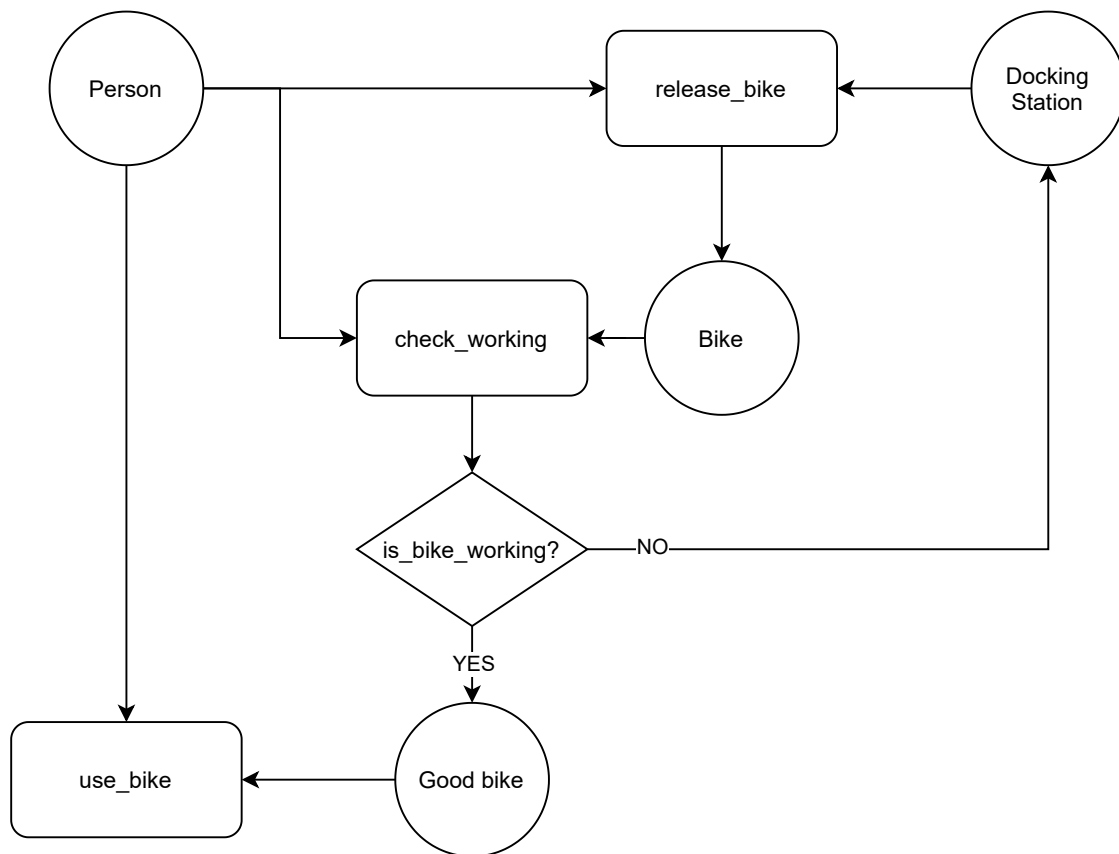 Person
release_bike
Docking
Station
check_working
Bike
is_bike_working?
NO
YES
use_bike
Good bike